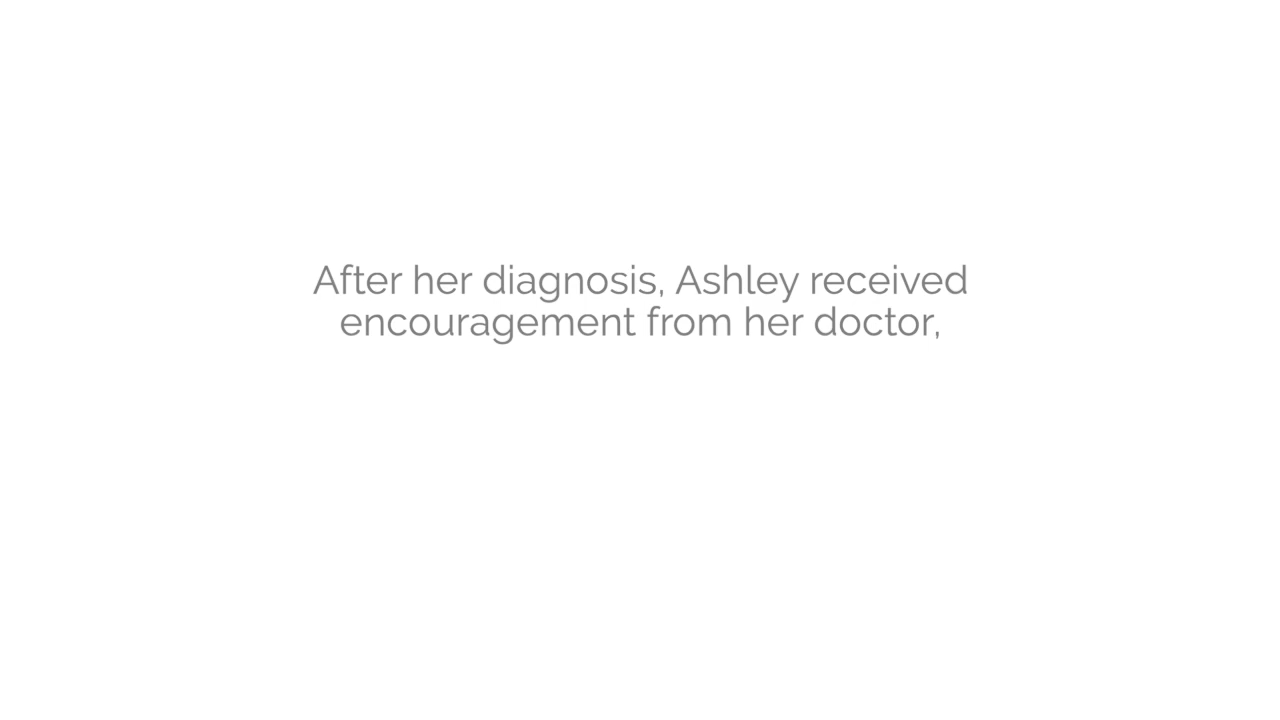 After her diagnosis, Ashley received
encouragement from her doctor,